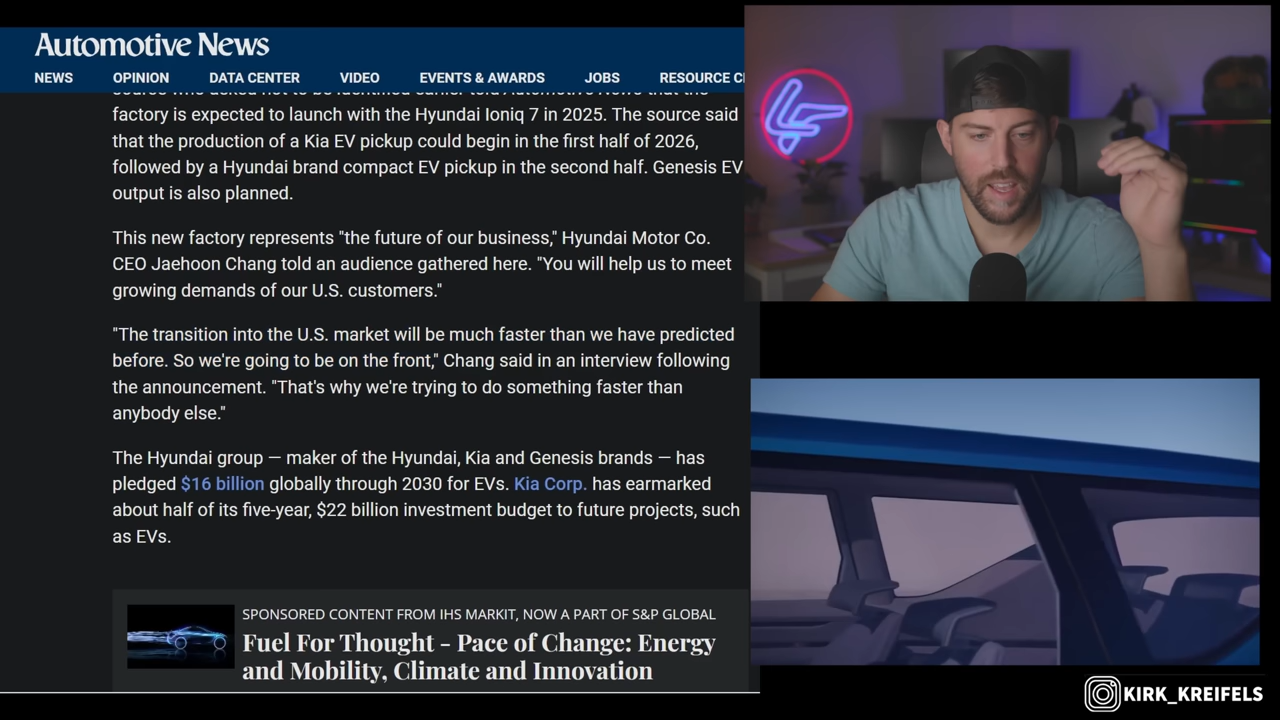 Automotive News
NEWS OPINION DATA CENTER VIDEO EVENTS & AWARDS JOBS RESOURCE
source who asked not to be identified earlier told Automotive News that the
factory is expected to launch with the Hyundai Ioniq 7 in 2025. The source said
that the production of a Kia EV pickup could begin in the first half of 2026,
followed by a Hyundai brand compact EV pickup in the second half. Genesis EV
output is also planned.
This new factory represents "the future of our business," Hyundai Motor Co.
CEO Jaehoon Chang told an audience gathered here. "You will help us to meet
growing demands of our U.S. customers."
"The transition into the U.S. market will be much faster than we have predicted
before. So we're going to be on the front," Chang said in an interview following
the announcement. "That's why we're trying to do something faster than
anybody else."
The Hyundai group — maker of the Hyundai, Kia and Genesis brands — has
pledged $16 billion globally through 2030 for EVs. Kia Corp. has earmarked
about half of its five-year, $22 billion investment budget to future projects, such
as EVs.
SPONSORED CONTENT FROM IHS MARKIT, NOW A PART OF S&P GLOBAL
Fuel For Thought - Pace of Change: Energy
and Mobility, Climate and Innovation
KIRK_KREIFELS